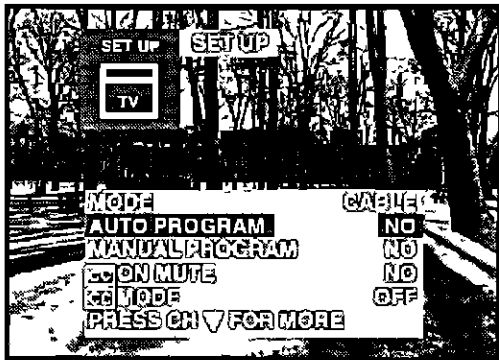 SET UP SET UP
TV
MODE CABLE
AUTO PROGRAM NO
MANUAL PROGRAM NO
CC ON MUTE NO
CC MODE OFF
PRESS CH ▽ FOR MORE